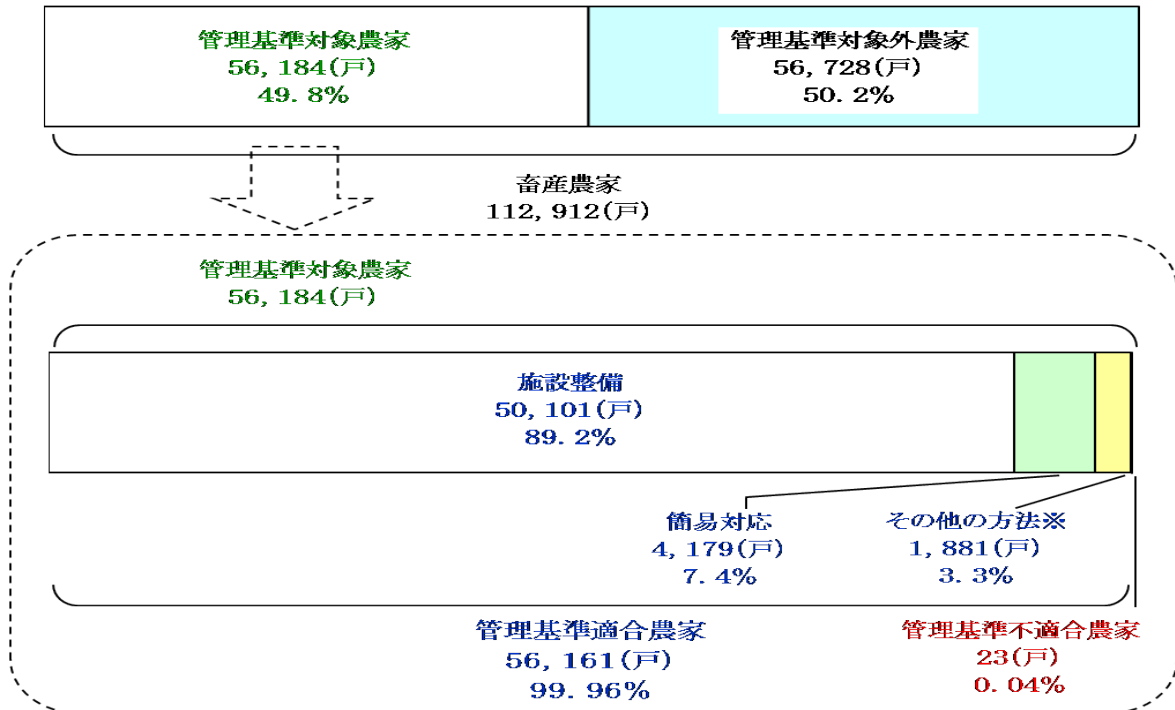 管理基準対象農家
56, 184(戸)
49. 8%
管理基準対象外農家
56, 728(戸)
50. 2%
畜産農家
112, 912(戸)
管理基準対象農家
56, 184(戸)
施設整備
50, 101(戸)
89. 2%
簡易対応
4, 179(戸)
7. 4%
その他の方法※
1, 881(戸)
3. 3%
管理基準適合農家
56, 161(戸)
99. 96%
管理基準不適合農家
23(戸)
0. 04%